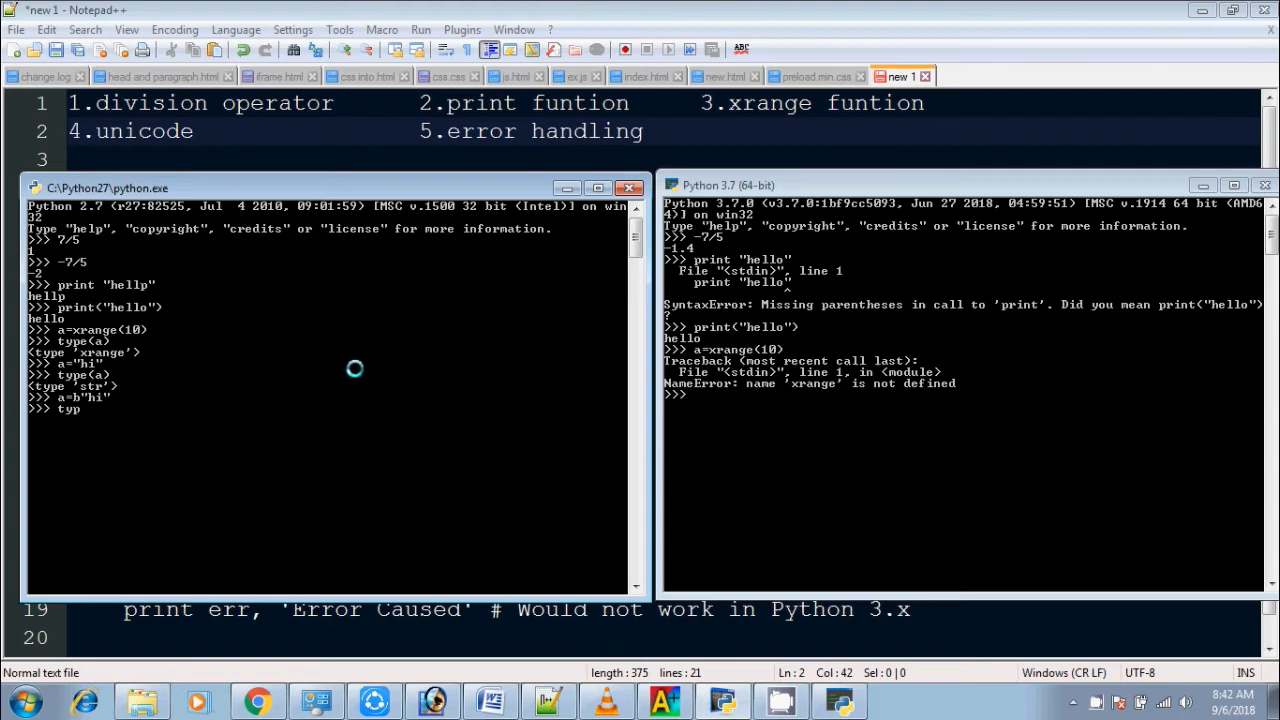 *new 1 - Notepad++
File Edit Search View Encoding Language Settings Tools Macro Run Plugins Window ? X
change.log head and paragraph.html iframe.html css into.html css.css js.html ex.js index.html new.html preload.min.css new 1
1 1.division operator 2.print funtion 3.xrange funtion
2 4.unicode 5.error handling
3
C:\Python27\python.exe
Python 2.7 (r27:82525, Jul 4 2010, 09:01:59) [MSC v.1500 32 bit (Intel)] on win
32
Type "help", "copyright", "credits" or "license" for more information.
>>> 7/5
1
>>> -7/5
-2
>>> print "hellp"
hellp
>>> print("hello")
hello
>>> a=xrange(10)
>>> type(a)
<type 'xrange'>
>>> a="hi"
>>> type(a)
<type 'str'>
>>> a=b"hi"
>>> typ
Python 3.7 (64-bit)
Python 3.7.0 (v3.7.0:1bf9cc5093, Jun 27 2018, 04:59:51) [MSC v.1914 64 bit (AMD6
4)] on win32
Type "help", "copyright", "credits" or "license" for more information.
>>> -7/5
-1.4
>>> print "hello"
File "<stdin>", line 1
print "hello"
^
SyntaxError: Missing parentheses in call to 'print'. Did you mean print("hello")
?
>>> print("hello")
hello
>>> a=xrange(10)
Traceback (most recent call last):
File "<stdin>", line 1, in <module>
NameError: name 'xrange' is not defined
>>>
19 print err, 'Error Caused' # Would not work in Python 3.x
20
Normal text file length : 375 lines : 21 Ln : 2 Col : 42 Sel : 0 | 0 Windows (CR LF) UTF-8 INS
8:42 AM
9/6/2018